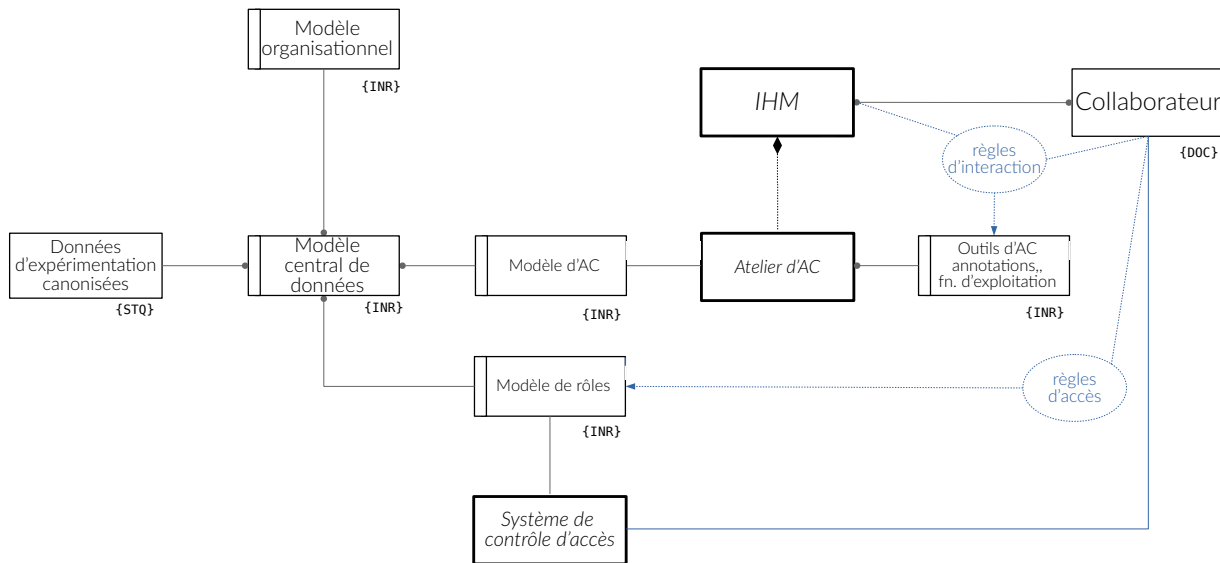 Modèle
organisationnel
{INR}
IHM
Collaborateur
{DOC}
règles
d'interaction
Données
d'expérimentation
canonisées
{STQ}
Modèle
central de
données
{INR}
Modèle d'AC
{INR}
Atelier d'AC
Outils d'AC
annotations,,
fn. d'exploitation
{INR}
Modèle de rôles
{INR}
règles
d'accès
Système de
contrôle d'accès